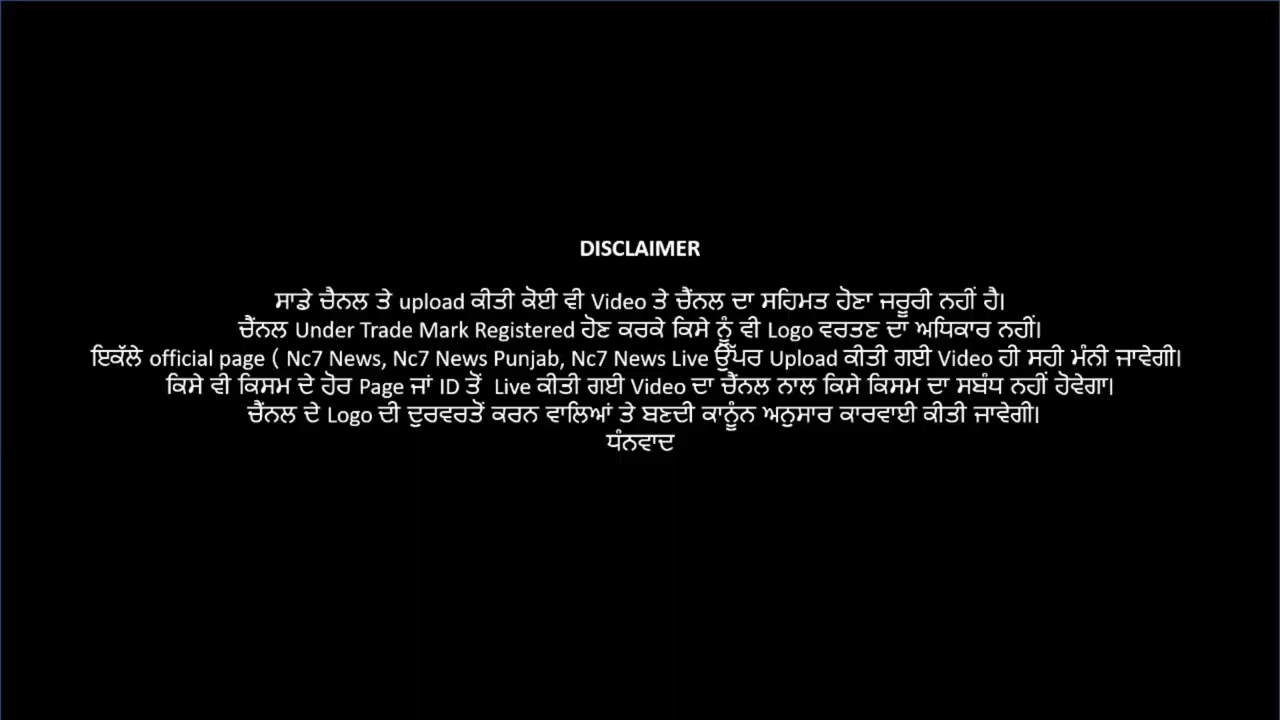 DISCLAIMER
ਸਾਡੇ ਚੈਨਲ ਤੇ upload ਕੀਤੀ ਕੋਈ ਵੀ Video ਤੇ ਚੈਂਨਲ ਦਾ ਸਹਿਮਤ ਹੋਣਾ ਜਰੂਰੀ ਨਹੀਂ ਹੈ।
ਚੈਂਨਲ Under Trade Mark Registered ਹੋਣ ਕਰਕੇ ਕਿਸੇ ਨੂੰ ਵੀ Logo ਵਰਤਣ ਦਾ ਅਧਿਕਾਰ ਨਹੀਂ।
ਇਕੱਲੇ official page ( Nc7 News, Nc7 News Punjab, Nc7 News Live ਉੱਪਰ Upload ਕੀਤੀ ਗਈ Video ਹੀ ਸਹੀ ਮੰਨੀ ਜਾਵੇਗੀ।
ਕਿਸੇ ਵੀ ਕਿਸਮ ਦੇ ਹੋਰ Page ਜਾਂ ID ਤੋਂ Live ਕੀਤੀ ਗਈ Video ਦਾ ਚੈਂਨਲ ਨਾਲ ਕਿਸੇ ਕਿਸਮ ਦਾ ਸਬੰਧ ਨਹੀਂ ਹੋਵੇਗਾ।
ਚੈਂਨਲ ਦੇ Logo ਦੀ ਦੁਰਵਰਤੋਂ ਕਰਨ ਵਾਲਿਆਂ ਤੇ ਬਣਦੀ ਕਾਨੂੰਨ ਅਨੁਸਾਰ ਕਾਰਵਾਈ ਕੀਤੀ ਜਾਵੇਗੀ।
ਧੰਨਵਾਦ